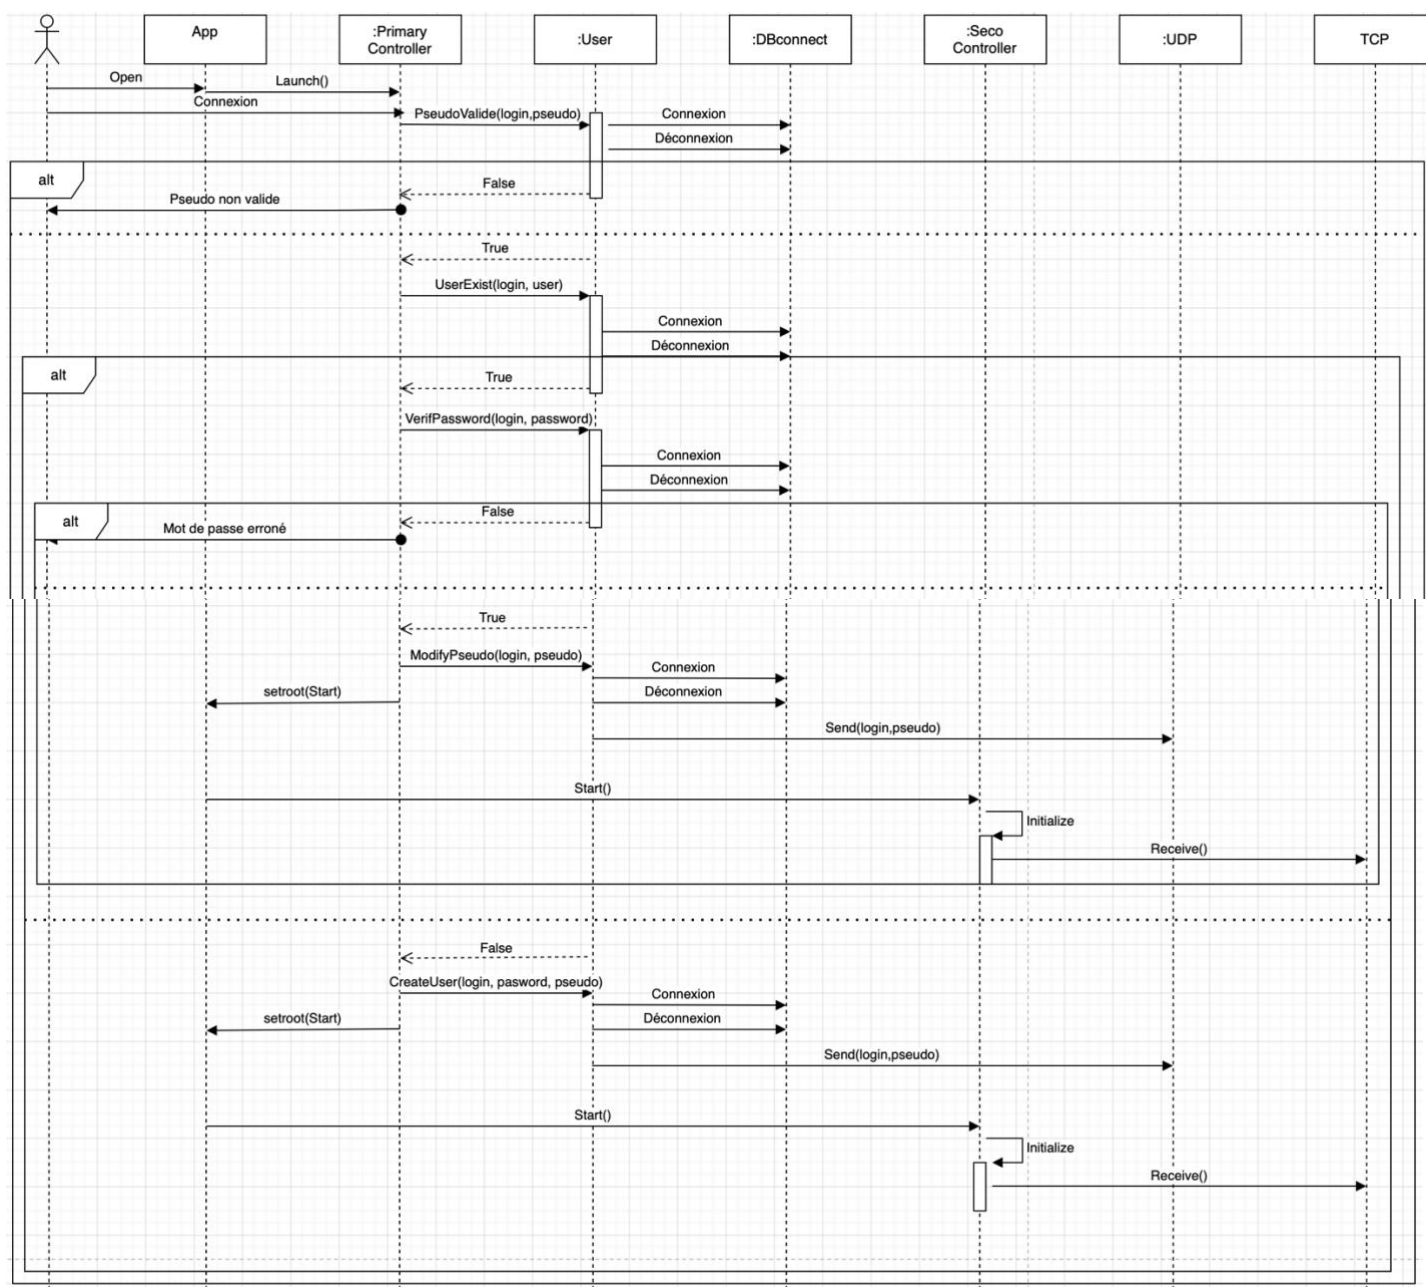 App
:Primary
Controller
:User
:DBconnect
:Seco
Controller
:UDP
TCP
Open
Launch()
Connexion
PseudoValide(login,pseudo)
Connexion
Déconnexion
alt
False
Pseudo non valide
True
UserExist(login, user)
Connexion
Déconnexion
alt
True
VerifPassword(login, password)
Connexion
Déconnexion
alt
False
Mot de passe erroné
True
ModifyPseudo(login, pseudo)
Connexion
setroot(Start)
Déconnexion
Send(login,pseudo)
Start()
Initialize
Receive()
False
CreateUser(login, pasword, pseudo)
Connexion
setroot(Start)
Déconnexion
Send(login,pseudo)
Start()
Initialize
Receive()